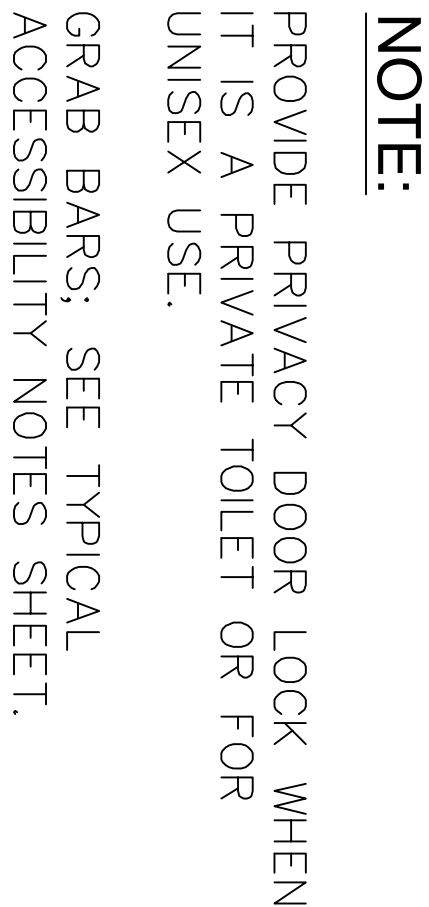 NOTE:
PROVIDE PRIVACY DOOR LOCK WHEN
IT IS A PRIVATE TOILET OR FOR
UNISEX USE.
GRAB BARS; SEE TYPICAL
ACCESSIBILITY NOTES SHEET.